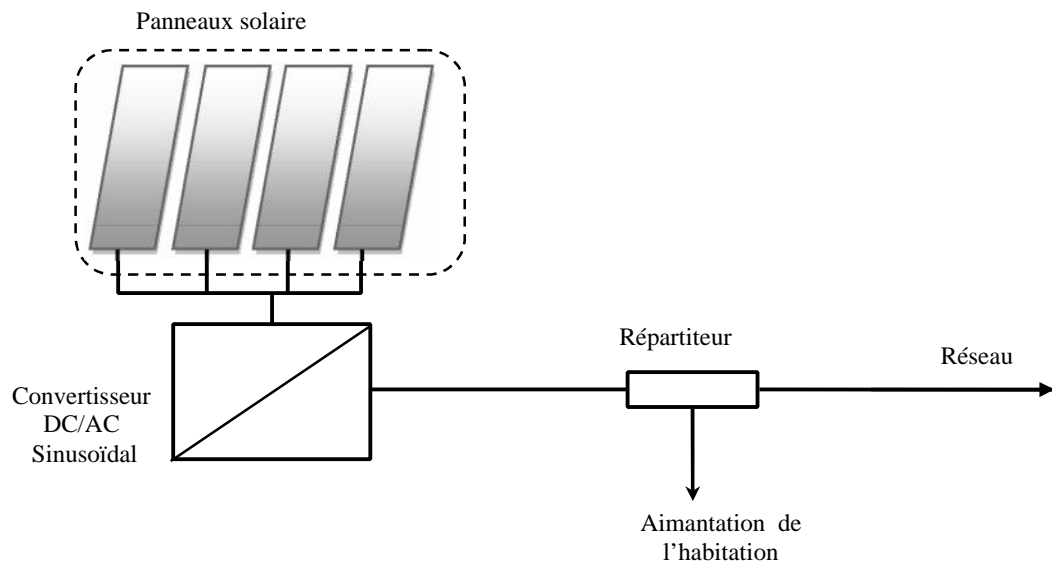 Panneaux solaire
Répartiteur
Réseau
Convertisseur
DC/AC
Sinusoïdal
Aimantation de
l'habitation